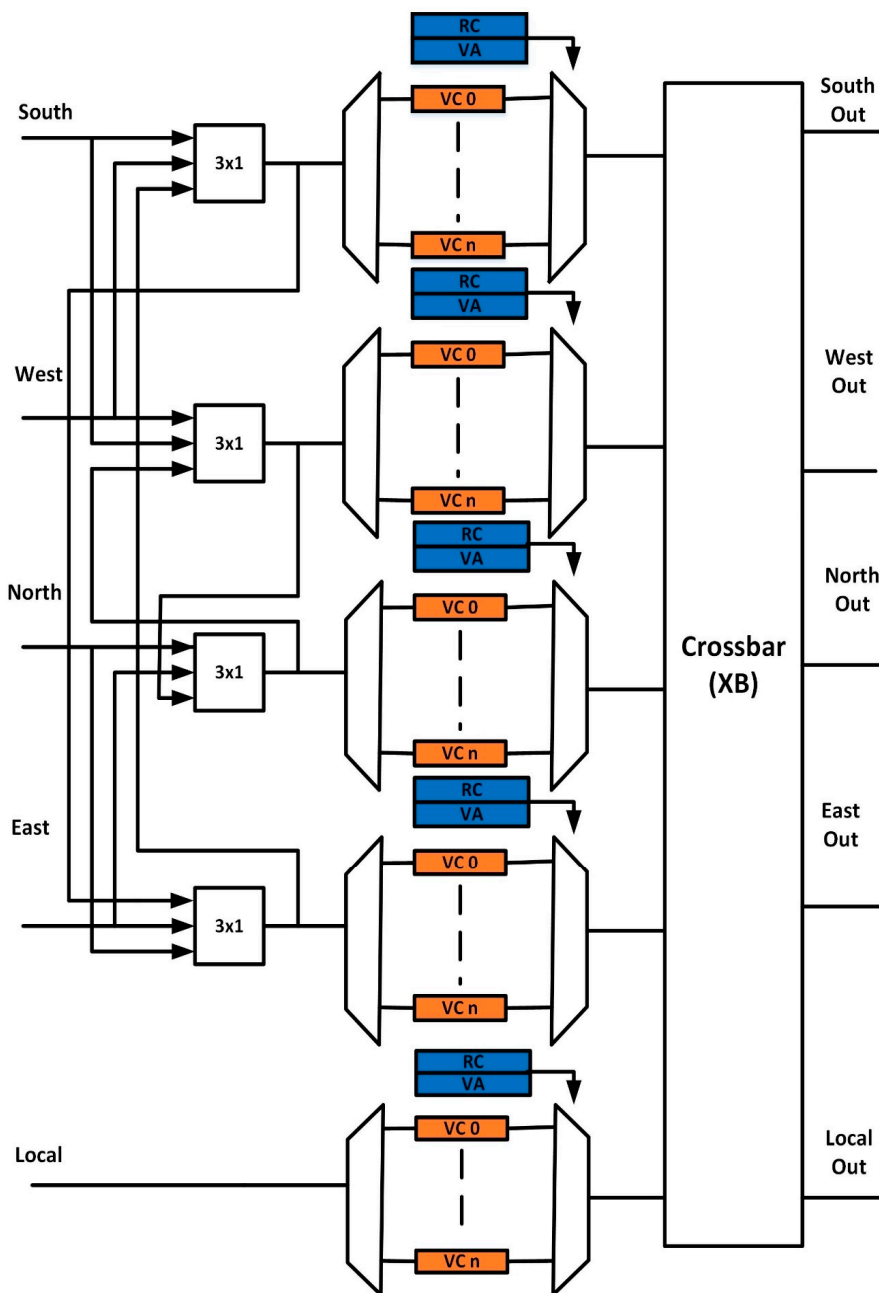 RC
VA
South
VC 0
South
Out
3x1
VC n
RC
VA
West
VC 0
West
Out
3x1
VC n
RC
VA
North
VC 0
North
Out
3x1
Crossbar
(XB)
VC n
RC
VA
East
VC 0
East
Out
3x1
VC n
RC
VA
Local
VC 0
Local
Out
VC n